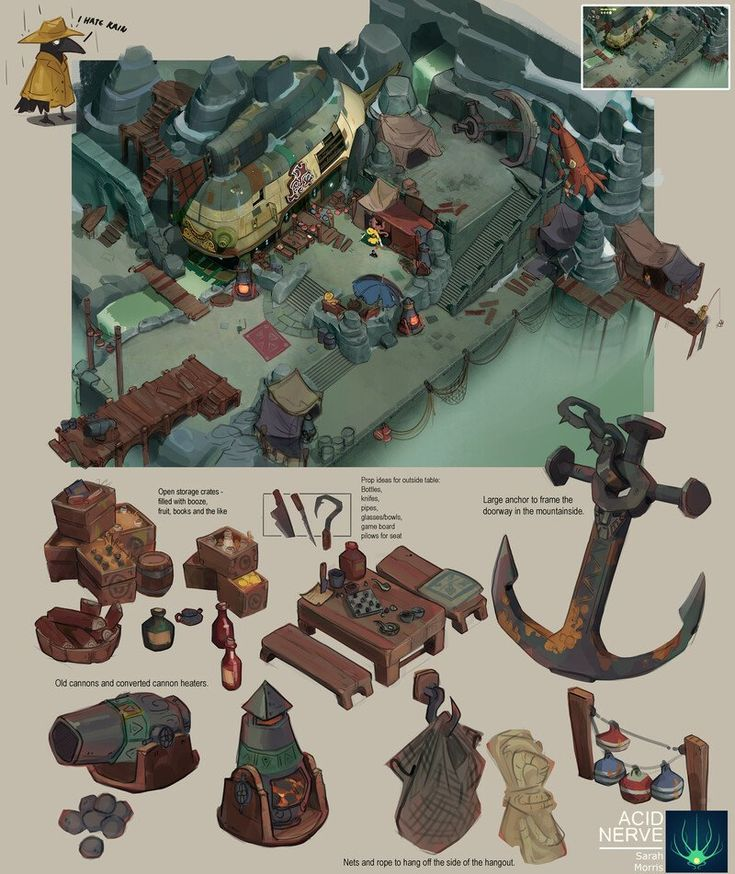 I HATE RAIN
Open storage crates -
filled with booze,
fruit, books and the like
Prop ideas for outside table:
Bottles,
knifes,
pipes,
glasses/bowls,
game board
pilows for seat
Large anchor to frame the
doorway in the mountainside.
Old cannons and converted cannon heaters.
Nets and rope to hang off the side of the hangout.
ACID
NERVE
Sarah
Morris